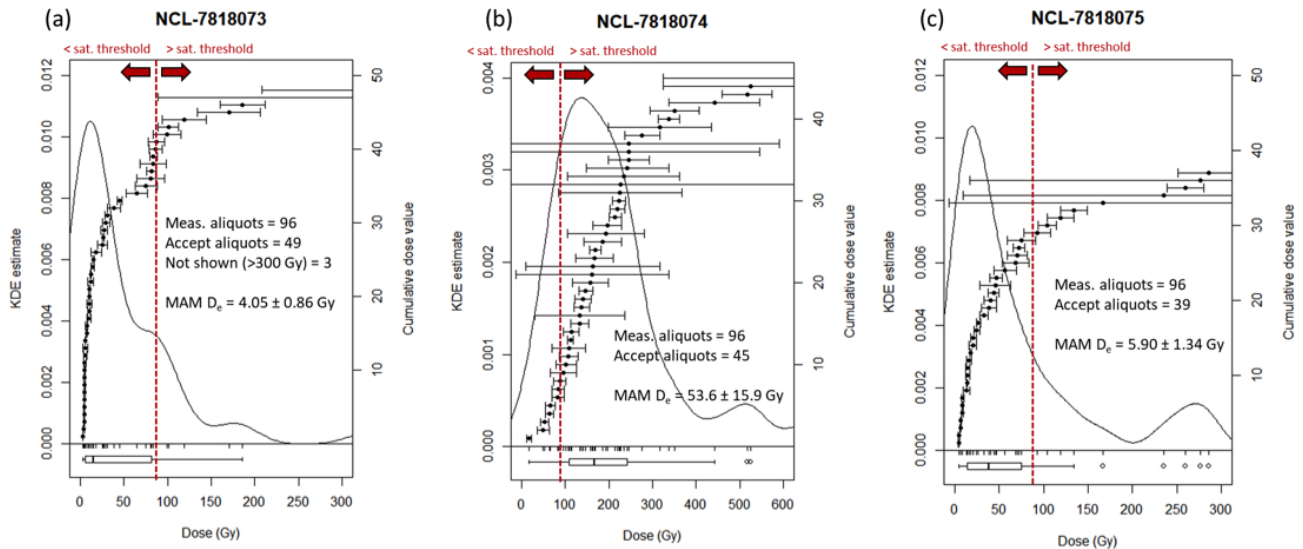 (a)
NCL-7818073
< sat. threshold
> sat. threshold
0.012
0.010
0.008
0.006
0.004
0.002
0.000
KDE estimate
50
40
30
20
10
Cumulative dose value
Meas. aliquots = 96
Accept aliquots = 49
Not shown (>300 Gy) = 3
MAM De = 4.05 ± 0.86 Gy
0 50 100 150 200 250 300
Dose (Gy)
(b)
NCL-7818074
< sat. threshold
> sat. threshold
0.004
0.003
0.002
0.001
0.000
KDE estimate
40
30
20
10
Cumulative dose value
Meas. aliquots = 96
Accept aliquots = 45
MAM De = 53.6 ± 15.9 Gy
0 100 200 300 400 500 600
Dose (Gy)
(c)
NCL-7818075
< sat. threshold
> sat. threshold
0.012
0.010
0.008
0.006
0.004
0.002
0.000
KDE estimate
50
40
30
20
10
Cumulative dose value
Meas. aliquots = 96
Accept aliquots = 39
MAM De = 5.90 ± 1.34 Gy
0 50 100 150 200 250 300
Dose (Gy)